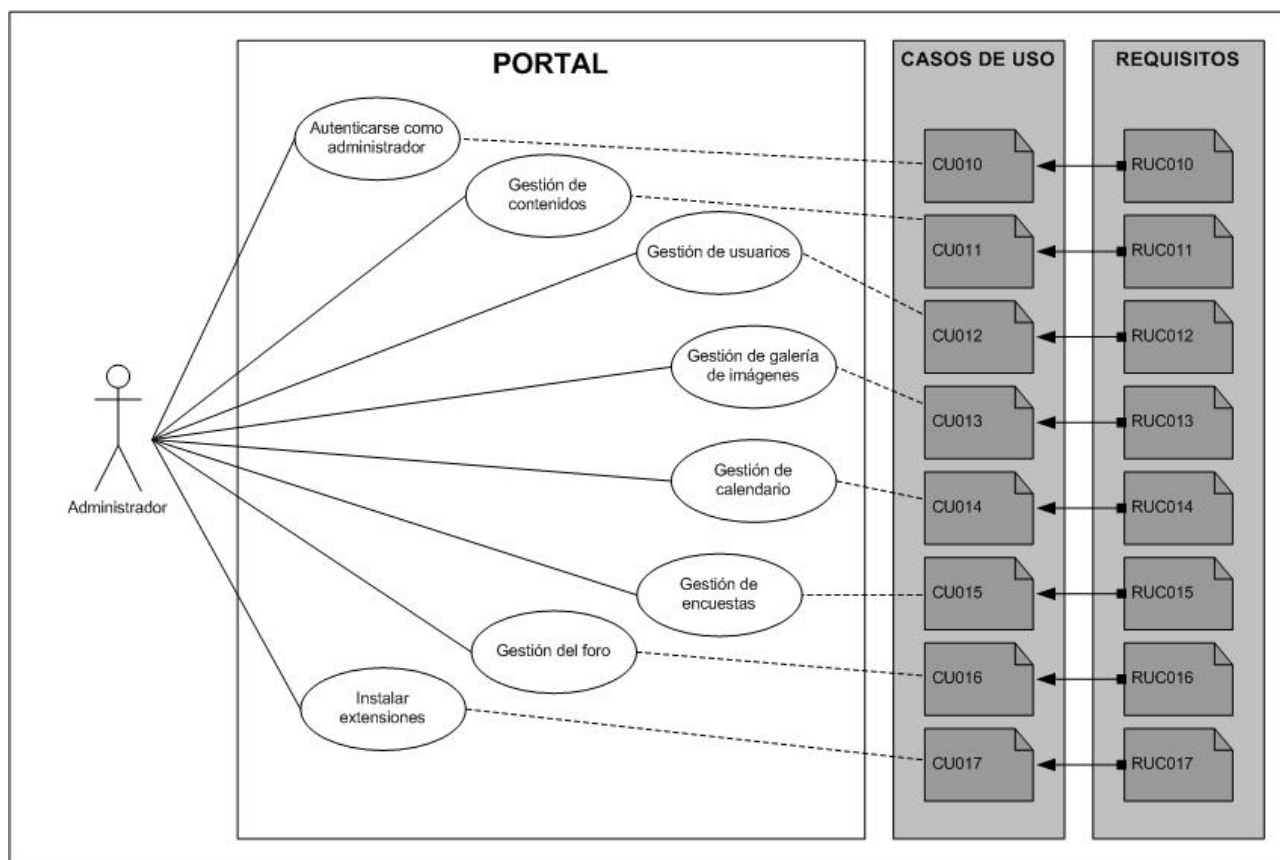 PORTAL
CASOS DE USO
REQUISITOS
Autenticarse como
administrador
CU010
RUC010
Gestión de
contenidos
CU011
RUC011
Gestión de usuarios
CU012
RUC012
Gestión de galería
de imágenes
CU013
RUC013
Administrador
Gestión de
calendario
CU014
RUC014
Gestión de
encuestas
CU015
RUC015
Gestión del foro
CU016
RUC016
Instalar
extensiones
CU017
RUC017